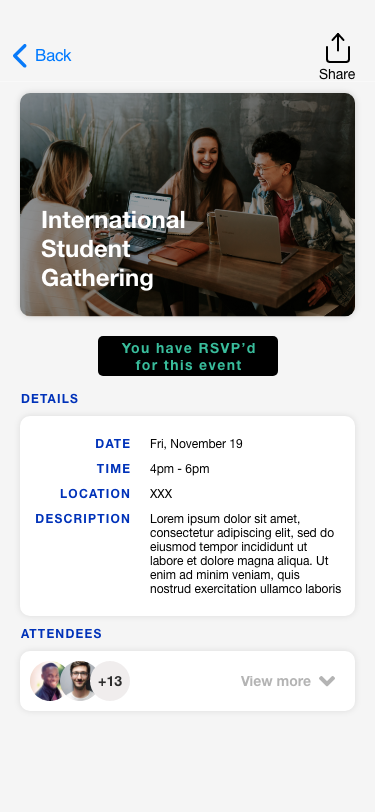 Back
Share
International
Student
Gathering
You have RSVP'd
for this event
DETAILS
DATE Fri, November 19
TIME 4pm - 6pm
LOCATION XXX
DESCRIPTION Lorem ipsum dolor sit amet,
consectetur adipiscing elit, sed do
eiusmod tempor incididunt ut
labore et dolore magna aliqua. Ut
enim ad minim veniam, quis
nostrud exercitation ullamco laboris
ATTENDEES
+13 View more